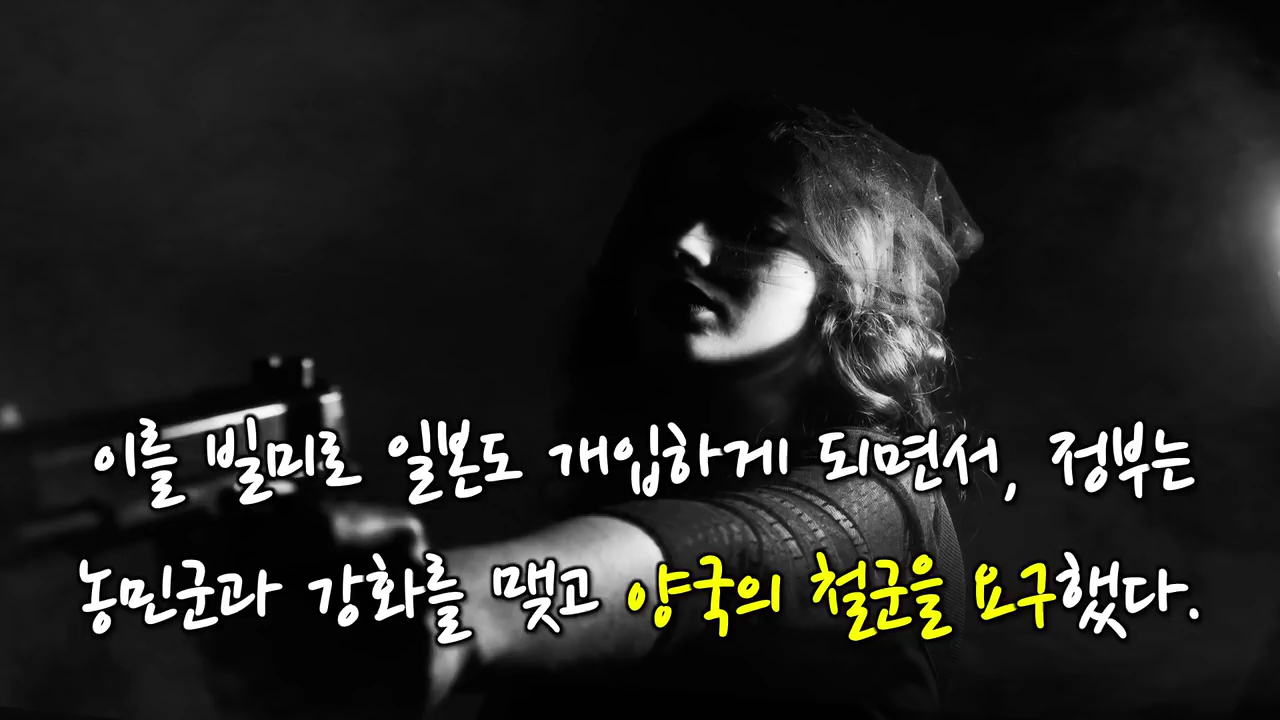 이를 빌미로 일본도 개입하게 되면서, 정부는
농민군과 강화를 맺고 양국의 철군을 요구했다.